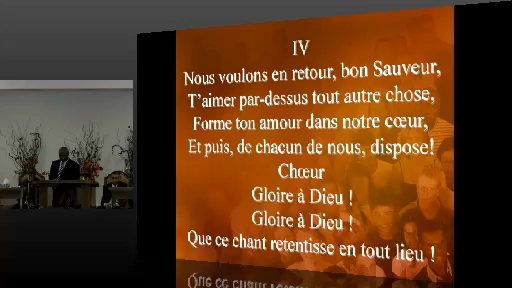 IV
Nous voulons en retour, bon Sauveur,
T'aimer par-dessus tout autre chose,
Forme ton amour dans notre cœur,
Et puis, de chacun de nous, dispose!
Chœur
Gloire à Dieu !
Gloire à Dieu !
Que ce chant retentisse en tout lieu !